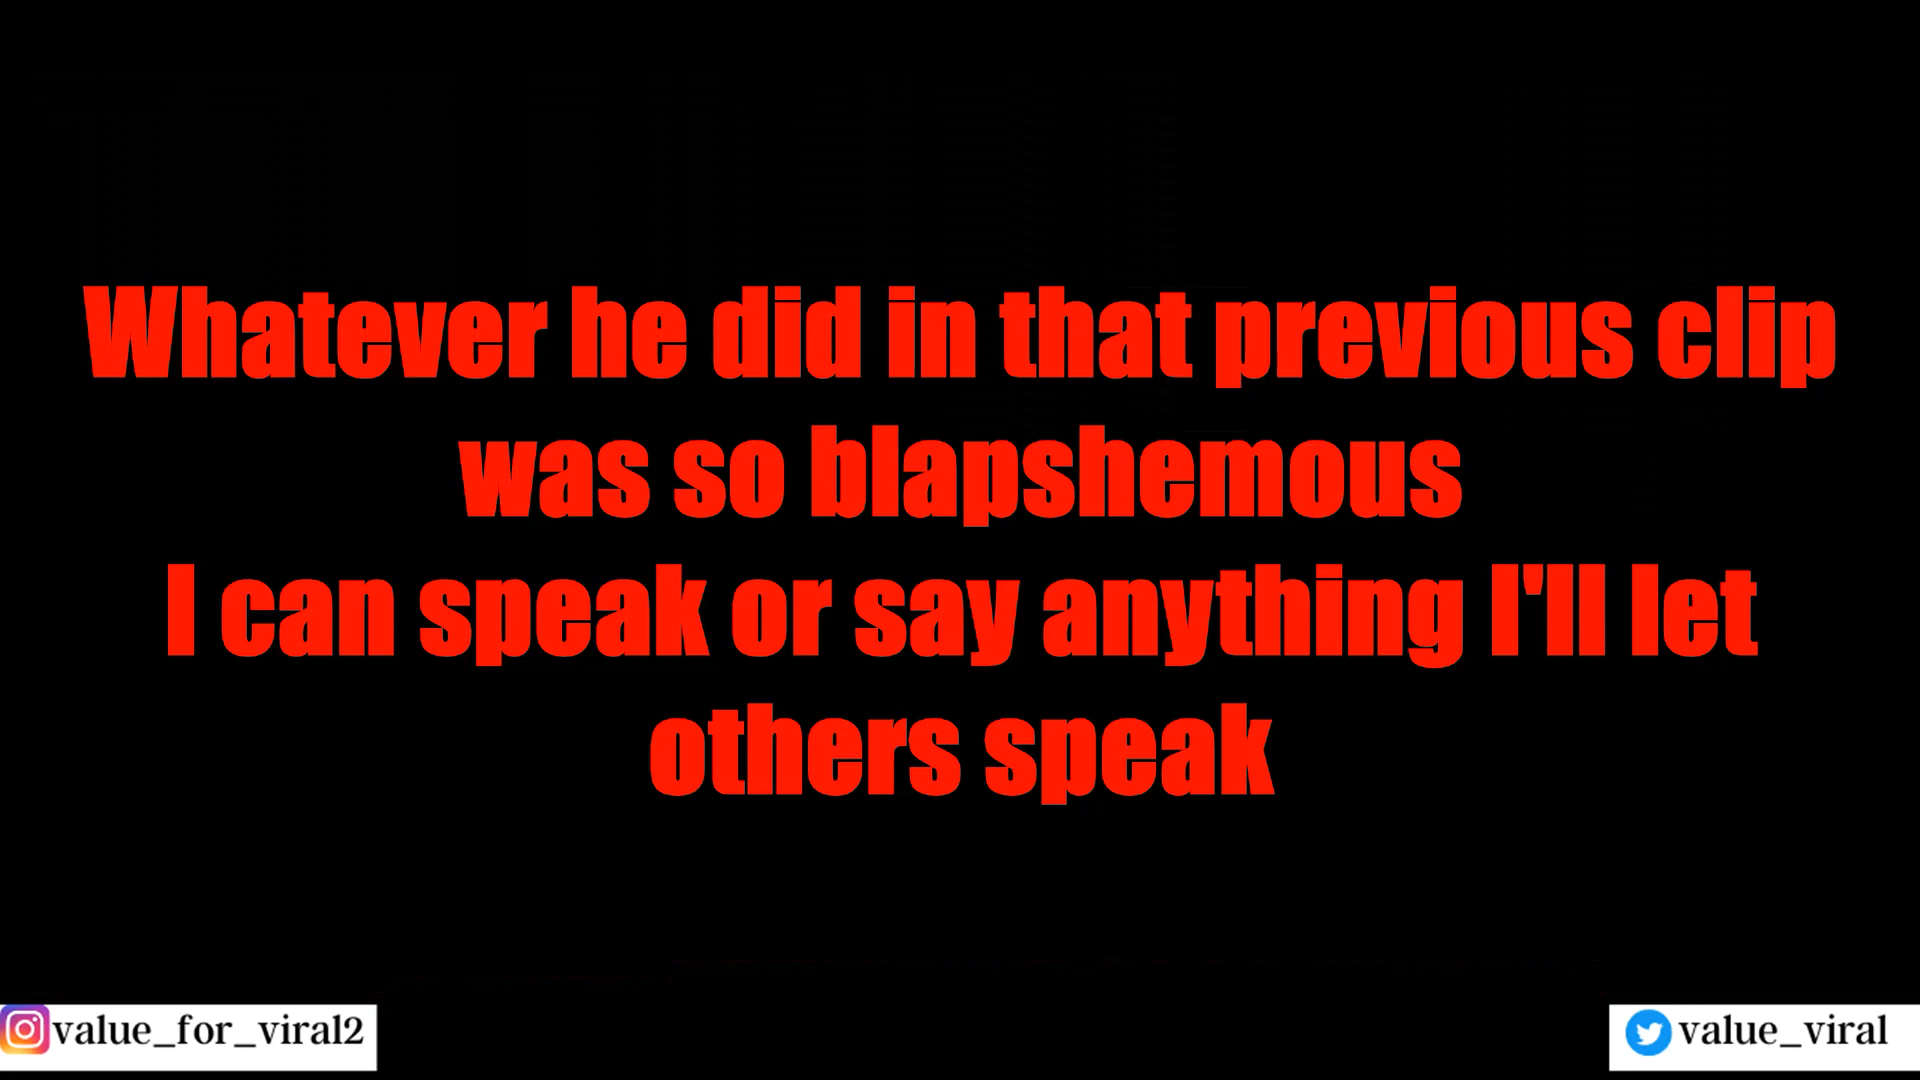 Whatever he did in that previous clip
was so blapshemous
I can speak or say anything I'll let
others speak
value_for_viral2
value_viral